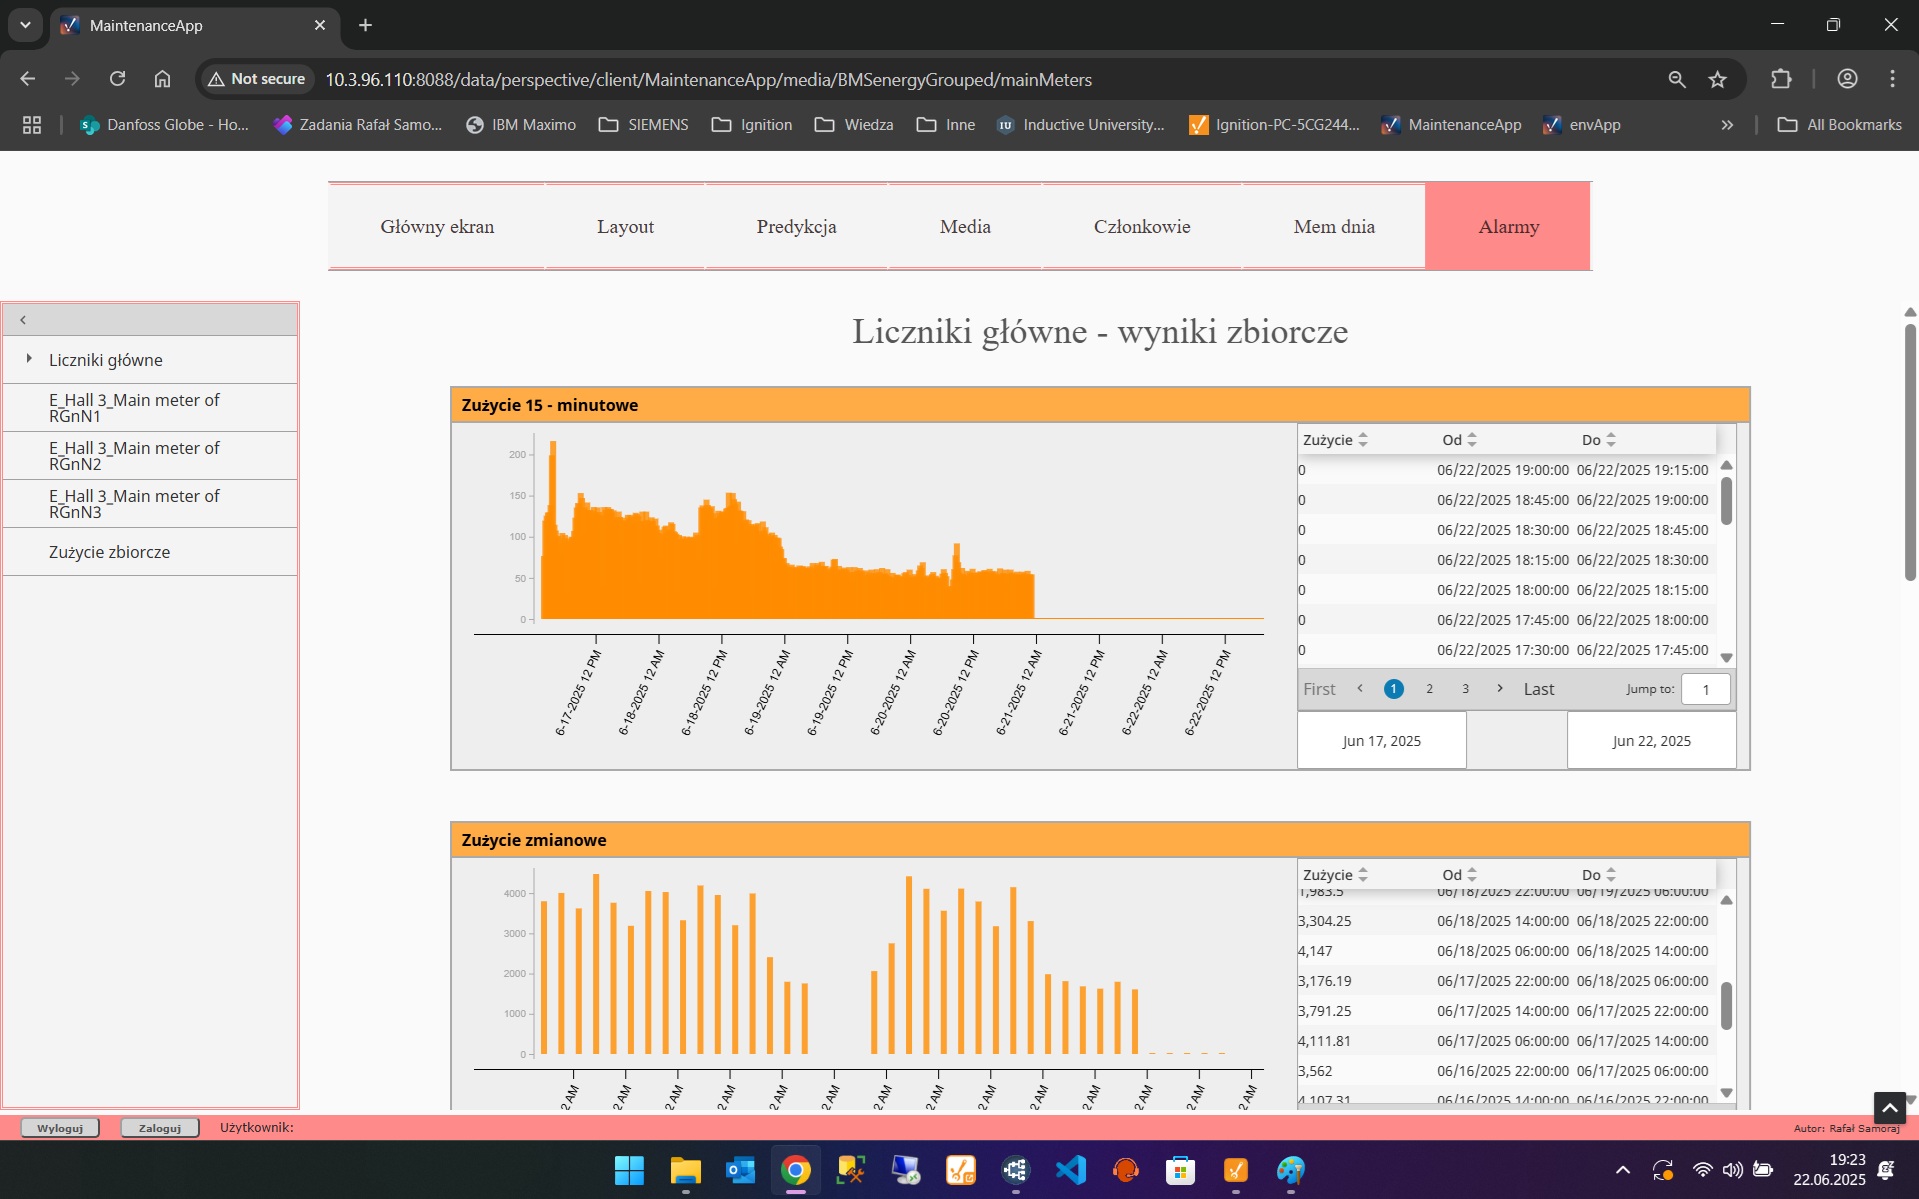 MaintenanceApp
Not secure
10.3.96.110:8088/data/perspective/client/MaintenanceApp/media/BMSenergyGrouped/mainMeters
Danfoss Globe - Ho...
Zadania Rafał Samo...
IBM Maximo
SIEMENS
Ignition
Wiedza
Inne
Inductive University...
Ignition-PC-5CG244...
MaintenanceApp
envApp
All Bookmarks
Główny ekran
Layout
Predykcja
Media
Członkowie
Mem dnia
Alarmy
Liczniki główne
E_Hall 3_Main meter of
RGnN1
E_Hall 3_Main meter of
RGnN2
E_Hall 3_Main meter of
RGnN3
Zużycie zbiorcze
Liczniki główne - wyniki zbiorcze
Zużycie 15 - minutowe
200
150
100
50
0
6-17-2025 12 PM
6-18-2025 12 AM
6-18-2025 12 PM
6-19-2025 12 AM
6-19-2025 12 PM
6-20-2025 12 AM
6-20-2025 12 PM
6-21-2025 12 AM
6-21-2025 12 PM
6-22-2025 12 AM
6-22-2025 12 PM
Zużycie Od Do
0 06/22/2025 19:00:00 06/22/2025 19:15:00
0 06/22/2025 18:45:00 06/22/2025 19:00:00
0 06/22/2025 18:30:00 06/22/2025 18:45:00
0 06/22/2025 18:15:00 06/22/2025 18:30:00
0 06/22/2025 18:00:00 06/22/2025 18:15:00
0 06/22/2025 17:45:00 06/22/2025 18:00:00
0 06/22/2025 17:30:00 06/22/2025 17:45:00
First 1 2 3 Last Jump to: 1
Jun 17, 2025
Jun 22, 2025
Zużycie zmianowe
4000
3000
2000
1000
0
2 AM
2 AM
2 AM
2 AM
2 AM
2 AM
2 AM
2 AM
2 AM
2 AM
2 AM
2 AM
2 AM
2 AM
Zużycie Od Do
1,983.5 06/18/2025 22:00:00 06/19/2025 06:00:00
3,304.25 06/18/2025 14:00:00 06/18/2025 22:00:00
4,147 06/18/2025 06:00:00 06/18/2025 14:00:00
3,176.19 06/17/2025 22:00:00 06/18/2025 06:00:00
3,791.25 06/17/2025 14:00:00 06/17/2025 22:00:00
4,111.81 06/17/2025 06:00:00 06/17/2025 14:00:00
3,562 06/16/2025 22:00:00 06/17/2025 06:00:00
4,107.31 06/16/2025 14:00:00 06/16/2025 22:00:00
Wyloguj
Zaloguj
Użytkownik:
Autor: Rafał Samoraj
19:23
22.06.2025